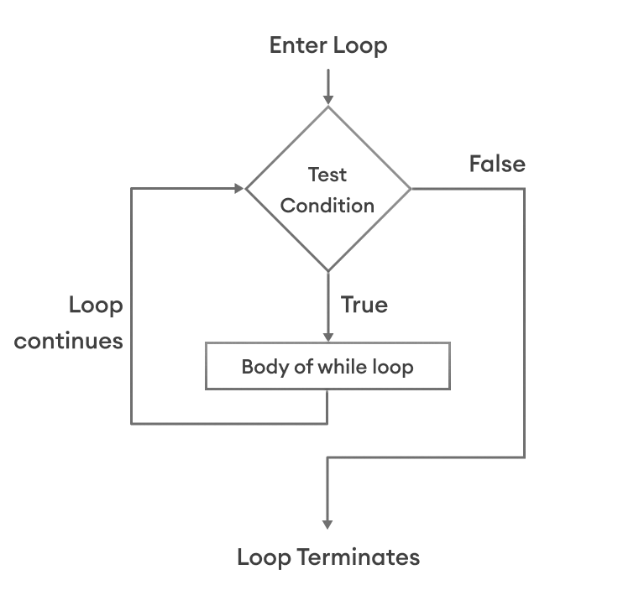 Enter Loop
False
Test
Condition
True
Loop
continues
Body of while loop
Loop Terminates